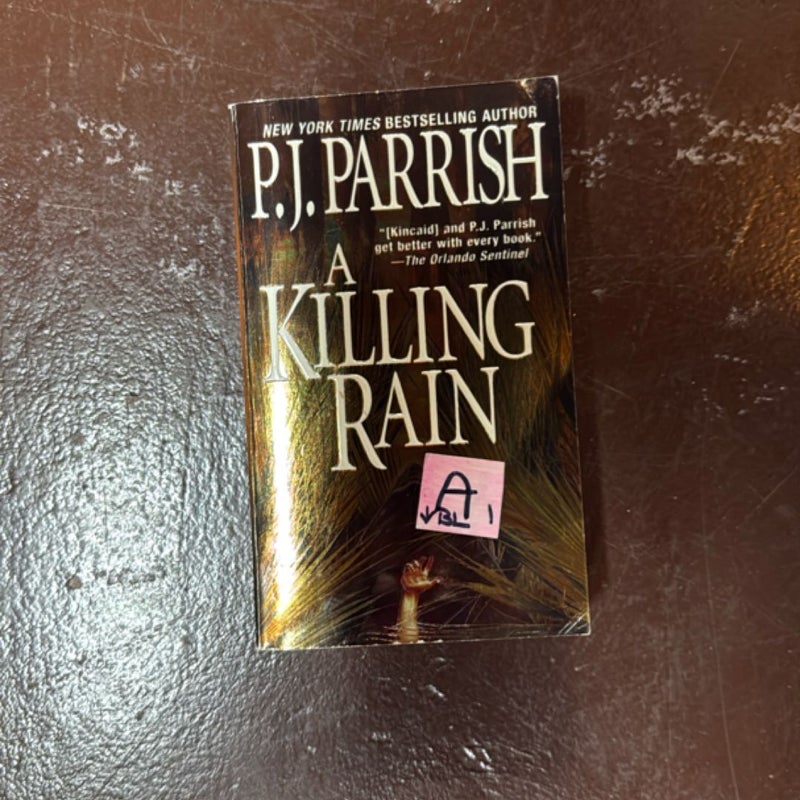 NEW YORK TIMES BESTSELLING AUTHOR
P.J. PARRISH
"[Kincaid] and P.J. Parrish
get better with every book."
—The Orlando Sentinel
A
KILLING
RAIN
A
↓BL 1